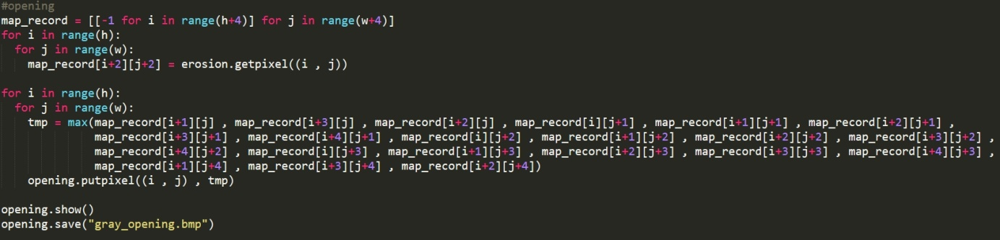 #opening
map_record = [[-1 for i in range(h+4)] for j in range(w+4)]
for i in range(h):
  for j in range(w):
    map_record[i+2][j+2] = erosion.getpixel((i , j))

for i in range(h):
  for j in range(w):
    tmp = max(map_record[i+1][j] , map_record[i+3][j] , map_record[i+2][j] , map_record[i][j+1] , map_record[i+1][j+1] , map_record[i+2][j+1] ,
              map_record[i+3][j+1] , map_record[i+4][j+1] , map_record[i][j+2] , map_record[i+1][j+2] , map_record[i+2][j+2] , map_record[i+3][j+2] ,
              map_record[i+4][j+2] , map_record[i][j+3] , map_record[i+1][j+3] , map_record[i+2][j+3] , map_record[i+3][j+3] , map_record[i+4][j+3] ,
              map_record[i+1][j+4] , map_record[i+3][j+4] , map_record[i+2][j+4])
    opening.putpixel((i , j) , tmp)

opening.show()
opening.save("gray_opening.bmp")